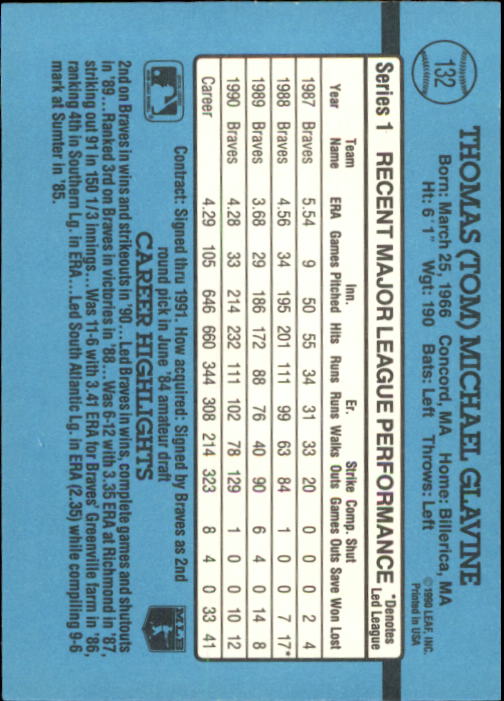 132
THOMAS (TOM) MICHAEL GLAVINE
Born: March 25, 1966 Concord, MA Home: Billerica, MA
Ht: 6' 1" Wgt: 190 Bats: Left Throws: Left
©1990 LEAF, INC.
Printed in USA
Series 1 RECENT MAJOR LEAGUE PERFORMANCE *Denotes Led League
Team Inn. Er. Strike Comp. Shut
Year Name ERA Games Pitched Hits Runs Runs Walks Outs Games Outs Save Won Lost
1987 Braves 5.54 9 50 55 34 31 33 20 0 0 0 2 4
1988 Braves 4.56 34 195 201 111 99 63 84 1 0 0 7 17*
1989 Braves 3.68 29 186 172 88 76 40 90 6 4 0 14 8
1990 Braves 4.28 33 214 232 111 102 78 129 1 0 0 10 12
Career 4.29 105 646 660 344 308 214 323 8 4 0 33 41
Contract: Signed thru 1991. How acquired: Signed by Braves as 2nd
round pick in June '84 amateur draft
MLB
CAREER HIGHLIGHTS
2nd on Braves in wins and strikeouts in '90...Led Braves in wins, complete games and shutouts
in '89...Ranked 3rd on Braves in victories in '88...Was 6-12 with 3.35 ERA at Richmond in '87,
striking out 91 in 150 1/3 innings...Was 11-6 with 3.41 ERA for Braves' Greenville farm in '86,
ranking 4th in Southern Lg. in ERA...Led South Atlantic Lg. in ERA (2.35) while compiling 9-6
mark at Sumter in '85.